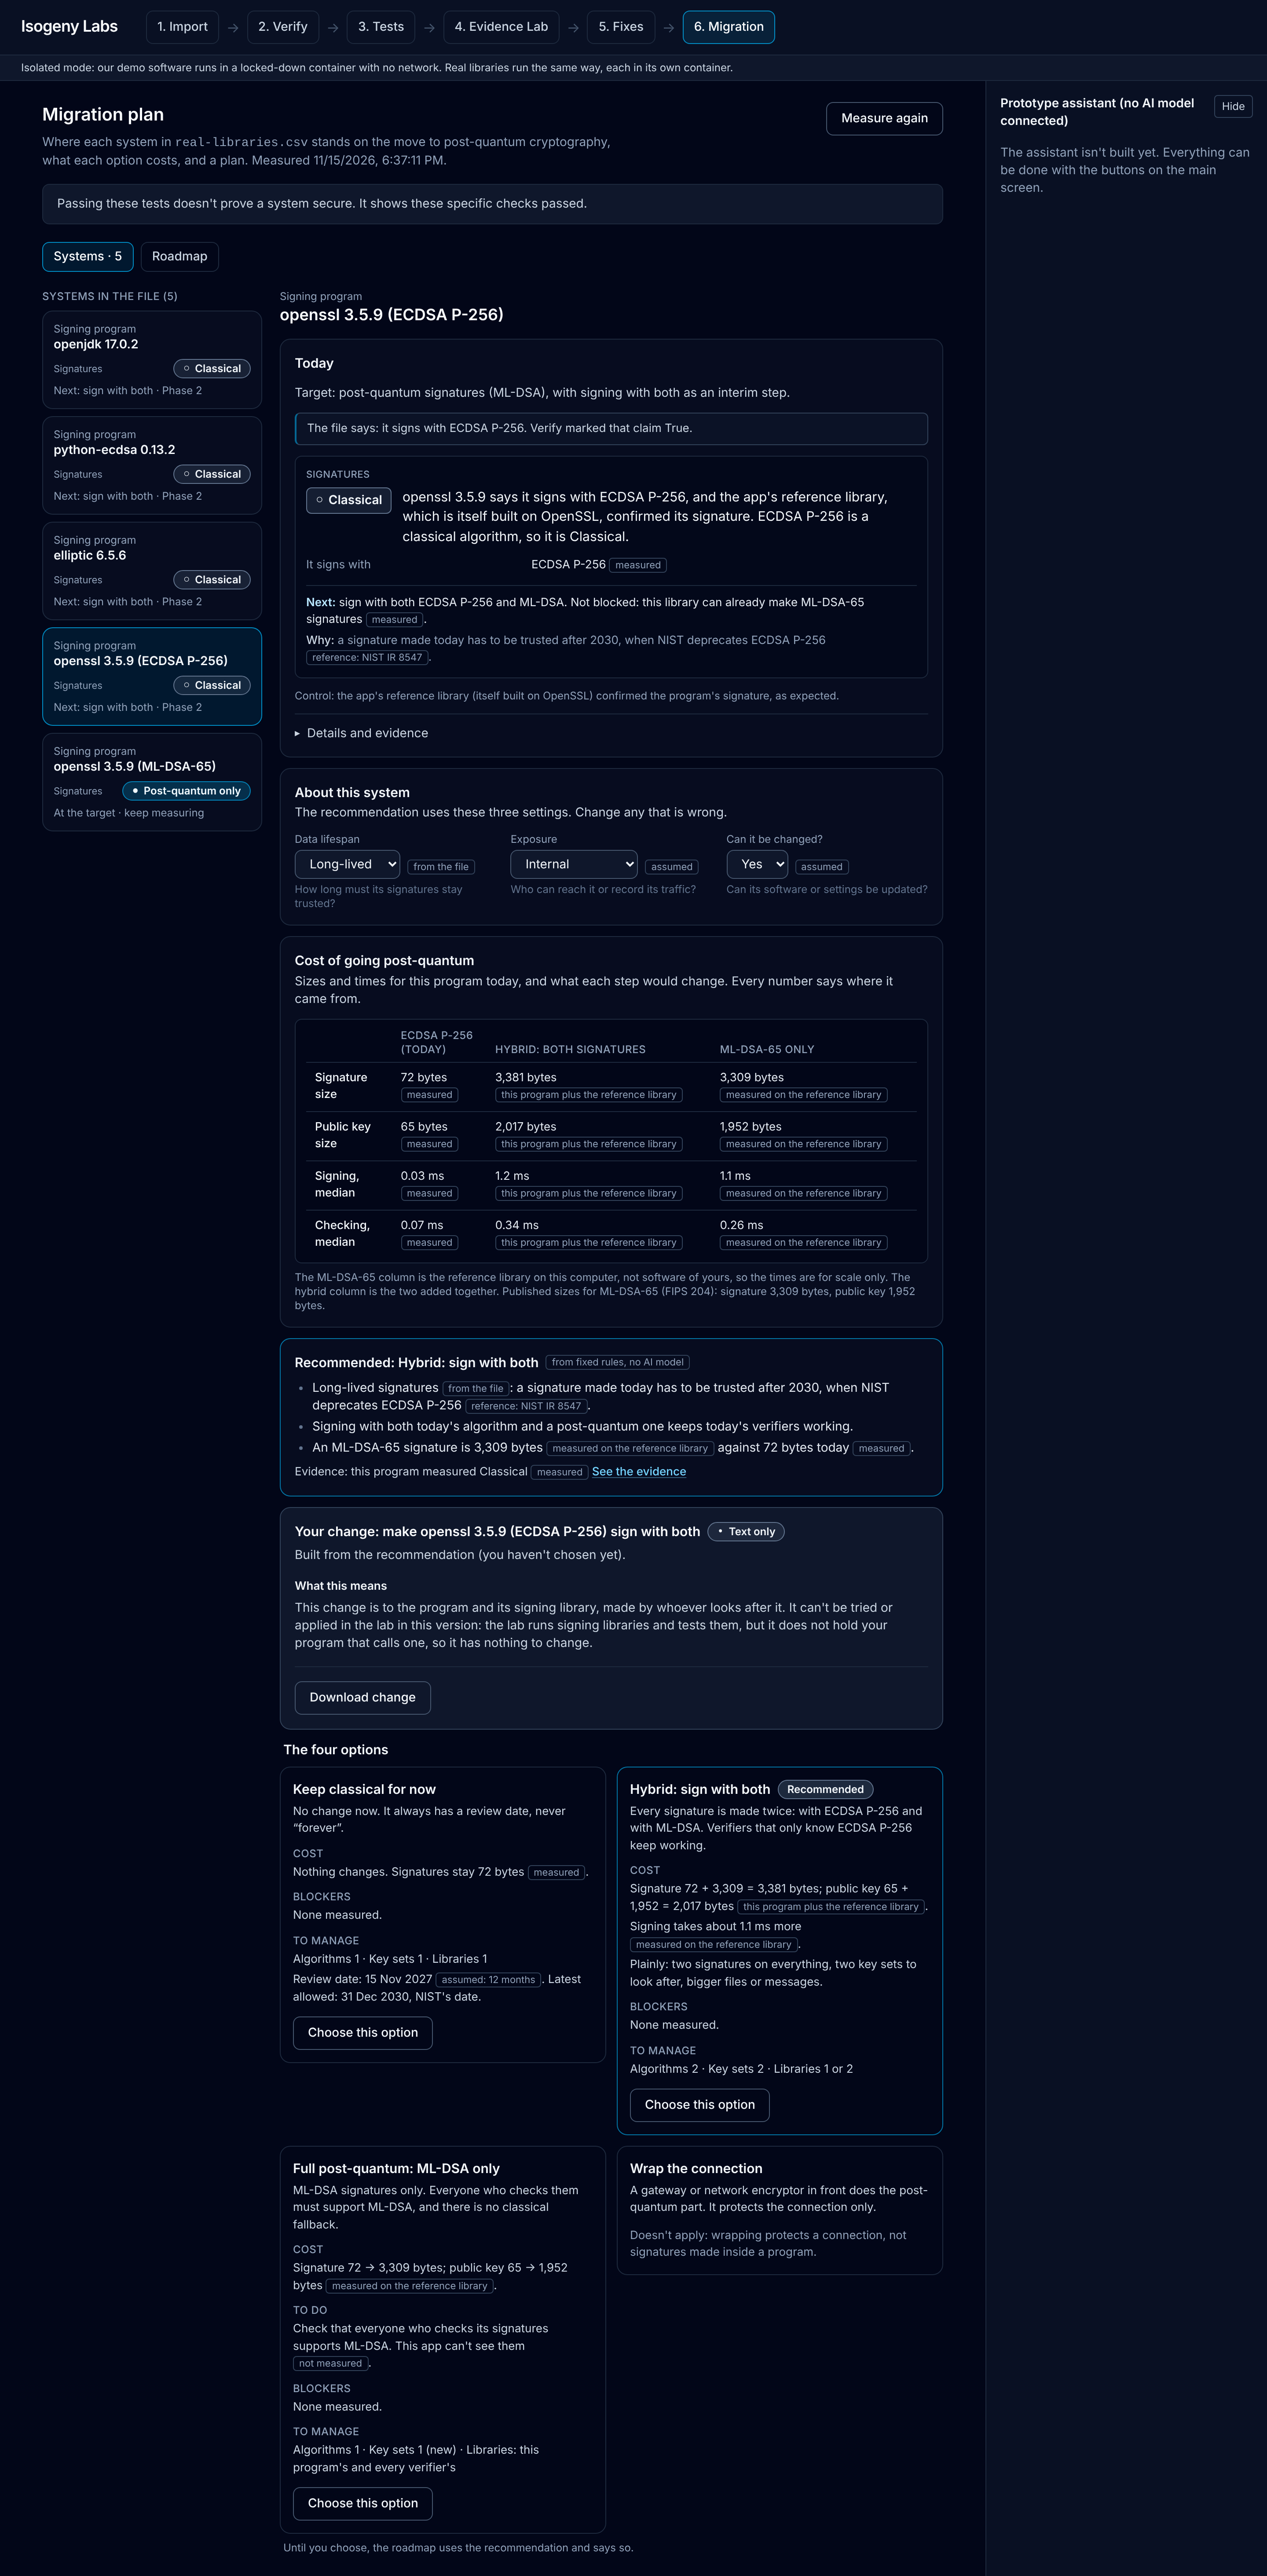 Isogeny Labs
1. Import → 2. Verify → 3. Tests → 4. Evidence Lab → 5. Fixes → 6. Migration
Isolated mode: our demo software runs in a locked-down container with no network. Real libraries run the same way, each in its own container.
Migration plan
Measure again
Where each system in real-libraries.csv stands on the move to post-quantum cryptography,
what each option costs, and a plan. Measured 11/15/2026, 6:37:11 PM.
Passing these tests doesn't prove a system secure. It shows these specific checks passed.
Systems · 5
Roadmap
SYSTEMS IN THE FILE (5)
Signing program
openjdk 17.0.2
Signatures ○ Classical
Next: sign with both · Phase 2
Signing program
python-ecdsa 0.13.2
Signatures ○ Classical
Next: sign with both · Phase 2
Signing program
elliptic 6.5.6
Signatures ○ Classical
Next: sign with both · Phase 2
Signing program
openssl 3.5.9 (ECDSA P-256)
Signatures ○ Classical
Next: sign with both · Phase 2
Signing program
openssl 3.5.9 (ML-DSA-65)
Signatures ● Post-quantum only
At the target · keep measuring
Signing program
openssl 3.5.9 (ECDSA P-256)
Today
Target: post-quantum signatures (ML-DSA), with signing with both as an interim step.
The file says: it signs with ECDSA P-256. Verify marked that claim True.
SIGNATURES
○ Classical
openssl 3.5.9 says it signs with ECDSA P-256, and the app's reference library,
which is itself built on OpenSSL, confirmed its signature. ECDSA P-256 is a
classical algorithm, so it is Classical.
It signs with ECDSA P-256 measured
Next: sign with both ECDSA P-256 and ML-DSA. Not blocked: this library can already make ML-DSA-65
signatures measured.
Why: a signature made today has to be trusted after 2030, when NIST deprecates ECDSA P-256
reference: NIST IR 8547.
Control: the app's reference library (itself built on OpenSSL) confirmed the program's signature, as expected.
▸ Details and evidence
About this system
The recommendation uses these three settings. Change any that is wrong.
Data lifespan
Long-lived from the file
How long must its signatures stay
trusted?
Exposure
Internal assumed
Who can reach it or record its traffic?
Can it be changed?
Yes assumed
Can its software or settings be updated?
Cost of going post-quantum
Sizes and times for this program today, and what each step would change. Every number says where it
came from.
ECDSA P-256
(TODAY) HYBRID: BOTH SIGNATURES ML-DSA-65 ONLY
Signature
size
72 bytes 3,381 bytes 3,309 bytes
measured this program plus the reference library measured on the reference library
Public key
size
65 bytes 2,017 bytes 1,952 bytes
measured this program plus the reference library measured on the reference library
Signing,
median
0.03 ms 1.2 ms 1.1 ms
measured this program plus the reference library measured on the reference library
Checking,
median
0.07 ms 0.34 ms 0.26 ms
measured this program plus the reference library measured on the reference library
The ML-DSA-65 column is the reference library on this computer, not software of yours, so the times are for scale only. The
hybrid column is the two added together. Published sizes for ML-DSA-65 (FIPS 204): signature 3,309 bytes, public key 1,952
bytes.
Recommended: Hybrid: sign with both from fixed rules, no AI model
• Long-lived signatures from the file: a signature made today has to be trusted after 2030, when NIST
deprecates ECDSA P-256 reference: NIST IR 8547.
• Signing with both today's algorithm and a post-quantum one keeps today's verifiers working.
• An ML-DSA-65 signature is 3,309 bytes measured on the reference library against 72 bytes today measured.
Evidence: this program measured Classical measured See the evidence
Your change: make openssl 3.5.9 (ECDSA P-256) sign with both • Text only
Built from the recommendation (you haven't chosen yet).
What this means
This change is to the program and its signing library, made by whoever looks after it. It can't be tried or
applied in the lab in this version: the lab runs signing libraries and tests them, but it does not hold your
program that calls one, so it has nothing to change.
Download change
The four options
Keep classical for now
No change now. It always has a review date, never
“forever”.
COST
Nothing changes. Signatures stay 72 bytes measured.
BLOCKERS
None measured.
TO MANAGE
Algorithms 1 · Key sets 1 · Libraries 1
Review date: 15 Nov 2027 assumed: 12 months. Latest
allowed: 31 Dec 2030, NIST's date.
Choose this option
Hybrid: sign with both Recommended
Every signature is made twice: with ECDSA P-256 and
with ML-DSA. Verifiers that only know ECDSA P-256
keep working.
COST
Signature 72 + 3,309 = 3,381 bytes; public key 65 +
1,952 = 2,017 bytes this program plus the reference library.
Signing takes about 1.1 ms more
measured on the reference library.
Plainly: two signatures on everything, two key sets to
look after, bigger files or messages.
BLOCKERS
None measured.
TO MANAGE
Algorithms 2 · Key sets 2 · Libraries 1 or 2
Choose this option
Full post-quantum: ML-DSA only
ML-DSA signatures only. Everyone who checks them
must support ML-DSA, and there is no classical
fallback.
COST
Signature 72 → 3,309 bytes; public key 65 → 1,952
bytes measured on the reference library.
TO DO
Check that everyone who checks its signatures
supports ML-DSA. This app can't see them
not measured.
BLOCKERS
None measured.
TO MANAGE
Algorithms 1 · Key sets 1 (new) · Libraries: this
program's and every verifier's
Choose this option
Wrap the connection
A gateway or network encryptor in front does the post-
quantum part. It protects the connection only.
Doesn't apply: wrapping protects a connection, not
signatures made inside a program.
Until you choose, the roadmap uses the recommendation and says so.
Prototype assistant (no AI model
connected)
Hide
The assistant isn't built yet. Everything can
be done with the buttons on the main
screen.